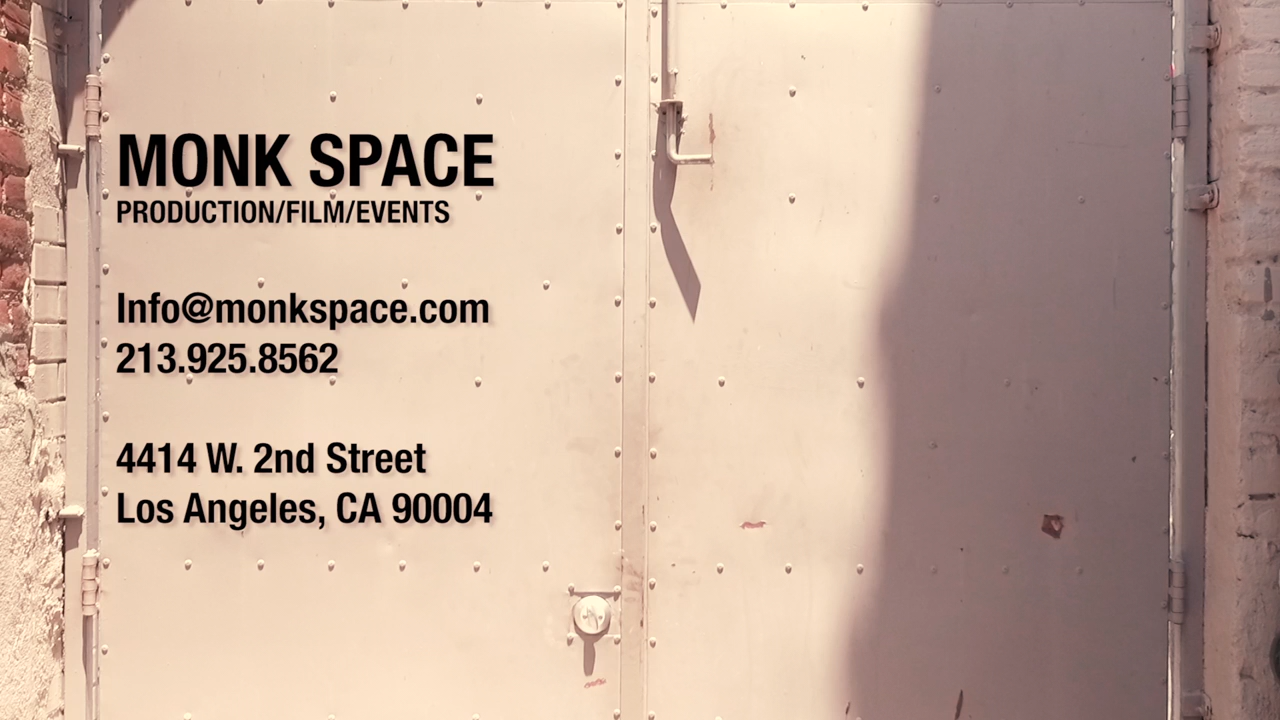 MONK SPACE
PRODUCTION/FILM/EVENTS
Info@monkspace.com
213.925.8562
4414 W. 2nd Street
Los Angeles, CA 90004